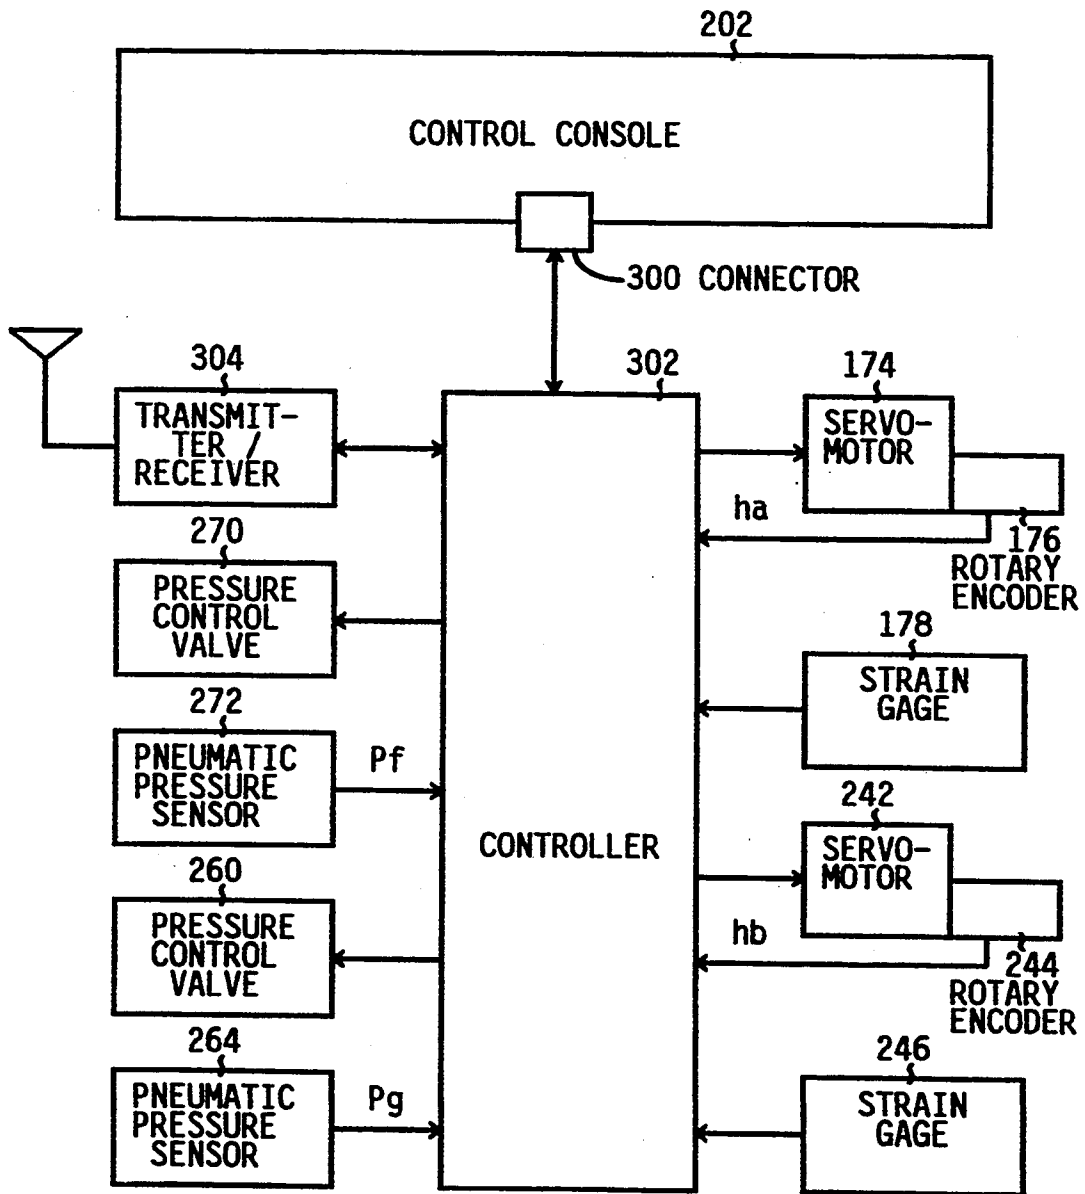 202
CONTROL CONSOLE
300 CONNECTOR
304
TRANSMIT-
TER /
RECEIVER
302
174
SERVO-
MOTOR
ha
176
ROTARY
ENCODER
270
PRESSURE
CONTROL
VALVE
178
STRAIN
GAGE
272
PNEUMATIC
PRESSURE
SENSOR
Pf
CONTROLLER
242
SERVO-
MOTOR
hb
244
ROTARY
ENCODER
260
PRESSURE
CONTROL
VALVE
264
PNEUMATIC
PRESSURE
SENSOR
Pg
246
STRAIN
GAGE